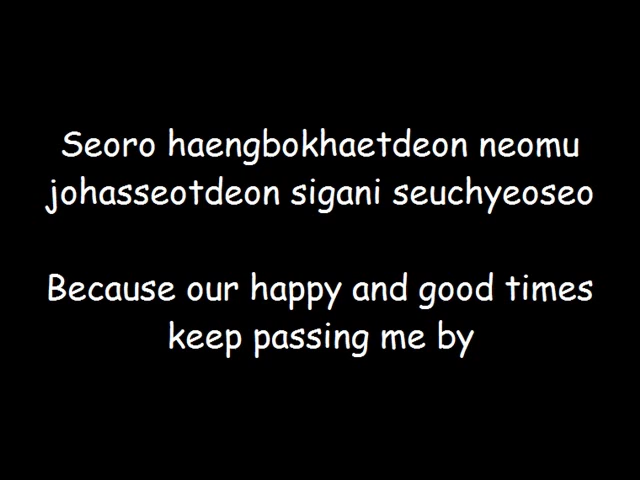 Seoro haengbokhaetdeon neomu
johasseotdeon sigani seuchyeoseo
Because our happy and good times
keep passing me by